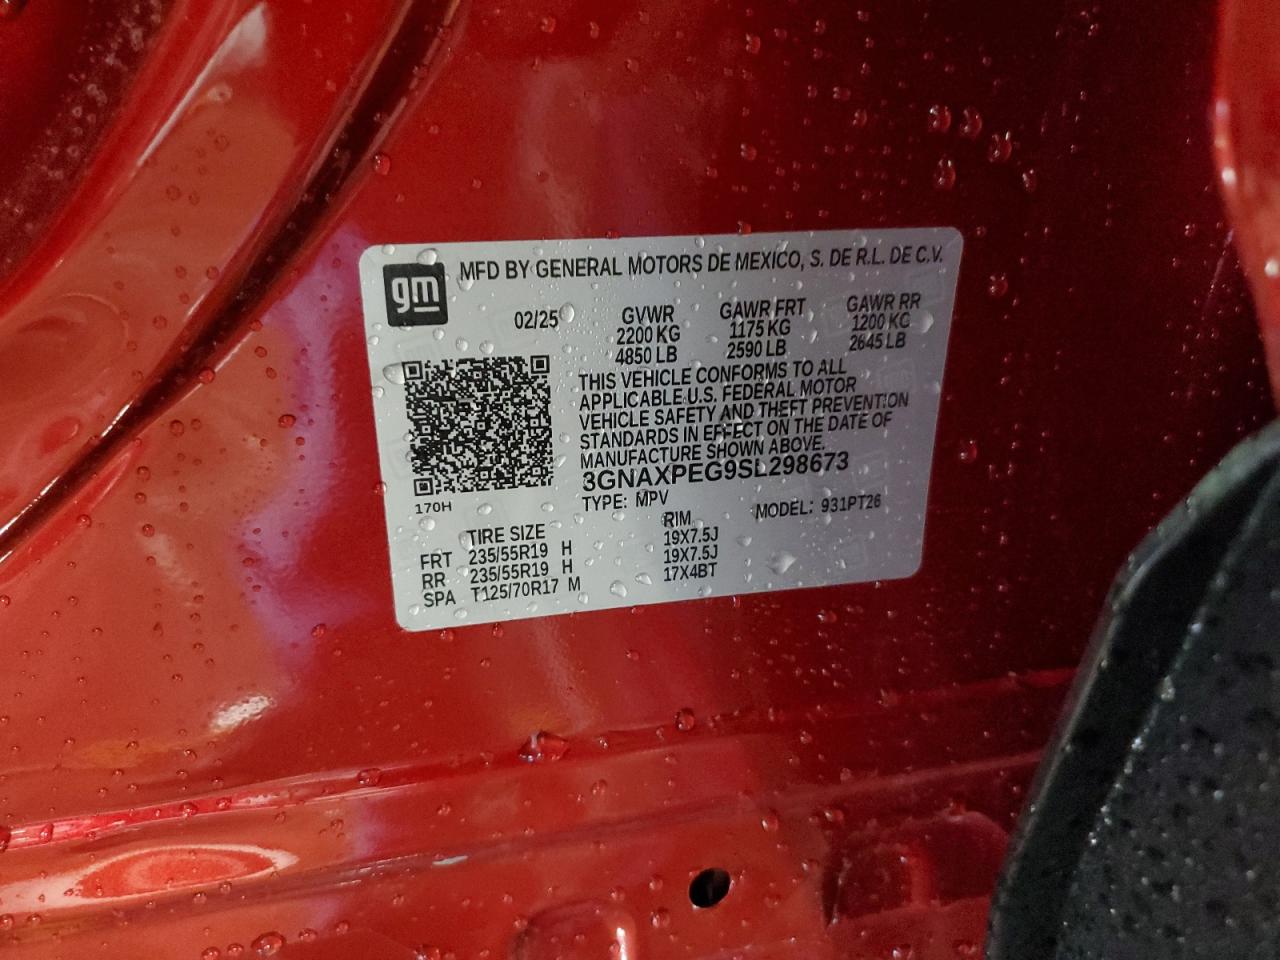 gm
MFD BY GENERAL MOTORS DE MEXICO, S. DE R.L. DE C.V.
02/25 GVWR GAWR FRT GAWR RR
2200 KG 1175 KG 1200 KG
4850 LB 2590 LB 2645 LB
THIS VEHICLE CONFORMS TO ALL
APPLICABLE U.S. FEDERAL MOTOR
VEHICLE SAFETY AND THEFT PREVENTION
STANDARDS IN EFFECT ON THE DATE OF
MANUFACTURE SHOWN ABOVE.
3GNAXPEG9SL298673
170H TYPE: MPV MODEL: 931PT26
TIRE SIZE RIM
FRT 235/55R19 H 19X7.5J
RR 235/55R19 H 19X7.5J
SPA T125/70R17 M 17X4BT